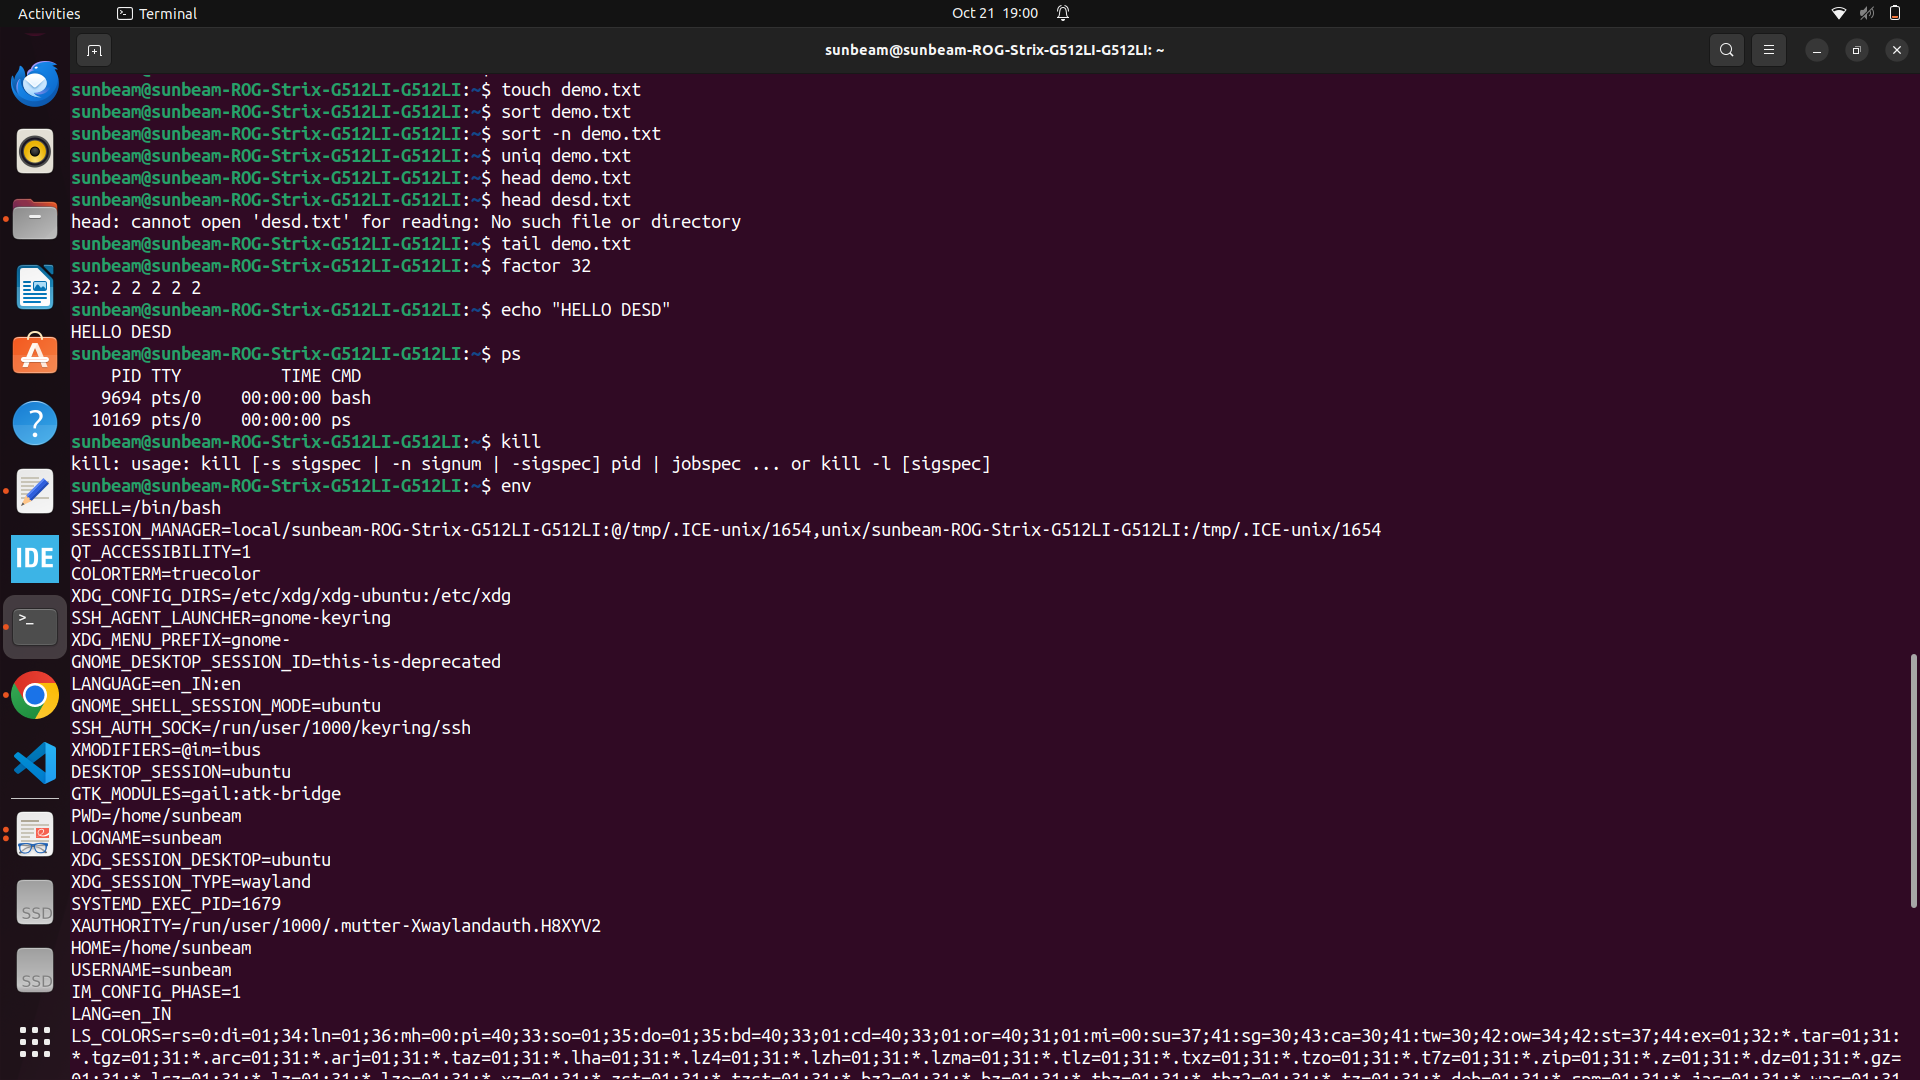 Activities
Terminal
Oct 21 19:00
sunbeam@sunbeam-ROG-Strix-G512LI-G512LI: ~
sunbeam@sunbeam-ROG-Strix-G512LI-G512LI:~$ touch demo.txt
sunbeam@sunbeam-ROG-Strix-G512LI-G512LI:~$ sort demo.txt
sunbeam@sunbeam-ROG-Strix-G512LI-G512LI:~$ sort -n demo.txt
sunbeam@sunbeam-ROG-Strix-G512LI-G512LI:~$ uniq demo.txt
sunbeam@sunbeam-ROG-Strix-G512LI-G512LI:~$ head demo.txt
sunbeam@sunbeam-ROG-Strix-G512LI-G512LI:~$ head desd.txt
head: cannot open 'desd.txt' for reading: No such file or directory
sunbeam@sunbeam-ROG-Strix-G512LI-G512LI:~$ tail demo.txt
sunbeam@sunbeam-ROG-Strix-G512LI-G512LI:~$ factor 32
32: 2 2 2 2 2
sunbeam@sunbeam-ROG-Strix-G512LI-G512LI:~$ echo "HELLO DESD"
HELLO DESD
sunbeam@sunbeam-ROG-Strix-G512LI-G512LI:~$ ps
    PID TTY          TIME CMD
   9694 pts/0    00:00:00 bash
  10169 pts/0    00:00:00 ps
sunbeam@sunbeam-ROG-Strix-G512LI-G512LI:~$ kill
kill: usage: kill [-s sigspec | -n signum | -sigspec] pid | jobspec ... or kill -l [sigspec]
sunbeam@sunbeam-ROG-Strix-G512LI-G512LI:~$ env
SHELL=/bin/bash
SESSION_MANAGER=local/sunbeam-ROG-Strix-G512LI-G512LI:@/tmp/.ICE-unix/1654,unix/sunbeam-ROG-Strix-G512LI-G512LI:/tmp/.ICE-unix/1654
QT_ACCESSIBILITY=1
COLORTERM=truecolor
XDG_CONFIG_DIRS=/etc/xdg/xdg-ubuntu:/etc/xdg
SSH_AGENT_LAUNCHER=gnome-keyring
XDG_MENU_PREFIX=gnome-
GNOME_DESKTOP_SESSION_ID=this-is-deprecated
LANGUAGE=en_IN:en
GNOME_SHELL_SESSION_MODE=ubuntu
SSH_AUTH_SOCK=/run/user/1000/keyring/ssh
XMODIFIERS=@im=ibus
DESKTOP_SESSION=ubuntu
GTK_MODULES=gail:atk-bridge
PWD=/home/sunbeam
LOGNAME=sunbeam
XDG_SESSION_DESKTOP=ubuntu
XDG_SESSION_TYPE=wayland
SYSTEMD_EXEC_PID=1679
XAUTHORITY=/run/user/1000/.mutter-Xwaylandauth.H8XYV2
HOME=/home/sunbeam
USERNAME=sunbeam
IM_CONFIG_PHASE=1
LANG=en_IN
LS_COLORS=rs=0:di=01;34:ln=01;36:mh=00:pi=40;33:so=01;35:do=01;35:bd=40;33;01:cd=40;33;01:or=40;31;01:mi=00:su=37;41:sg=30;43:ca=30;41:tw=30;42:ow=34;42:st=37;44:ex=01;32:*.tar=01;31:
*.tgz=01;31:*.arc=01;31:*.arj=01;31:*.taz=01;31:*.lha=01;31:*.lz4=01;31:*.lzh=01;31:*.lzma=01;31:*.tlz=01;31:*.txz=01;31:*.tzo=01;31:*.t7z=01;31:*.zip=01;31:*.z=01;31:*.dz=01;31:*.gz=
IDE
SSD
SSD